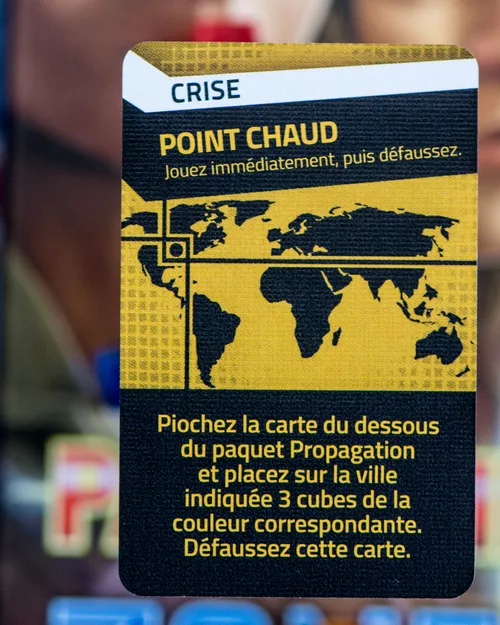 CRISE
POINT CHAUD
Jouez immédiatement, puis défaussez.
Piochez la carte du dessous
du paquet Propagation
et placez sur la ville
indiquée 3 cubes de la
couleur correspondante.
Défaussez cette carte.